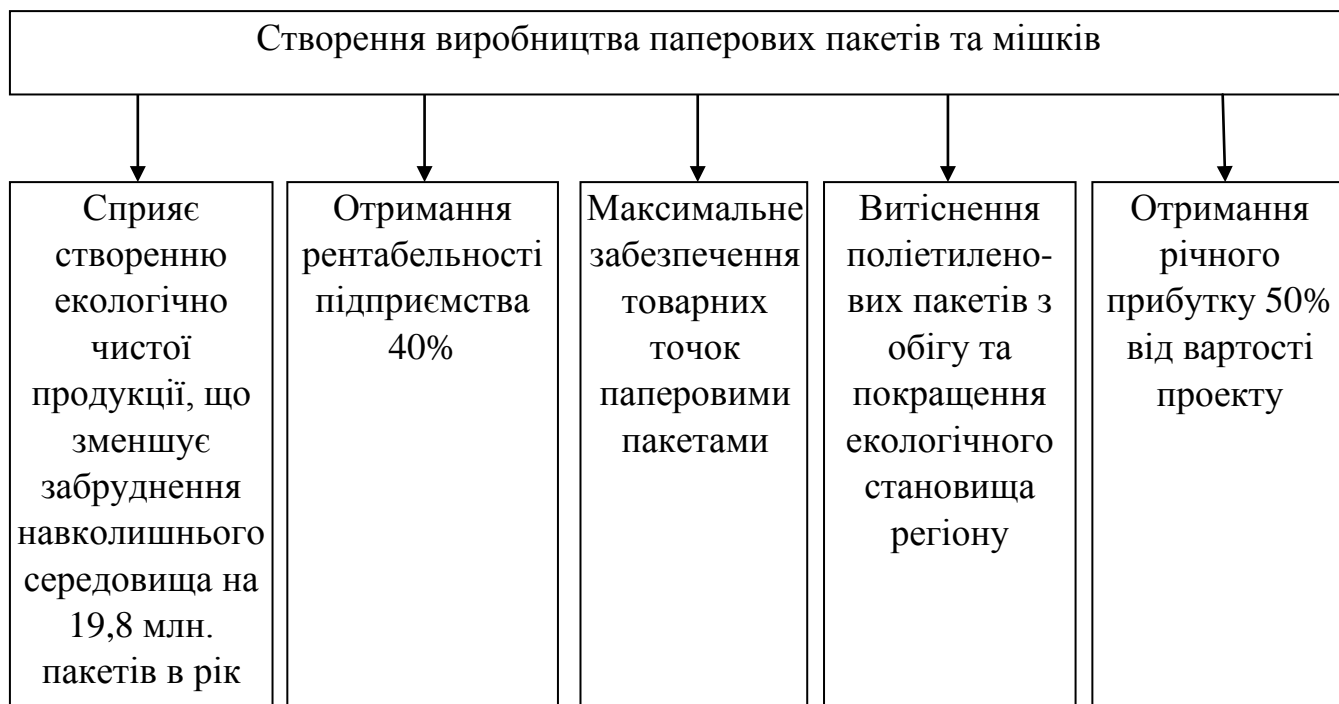 Створення виробництва паперових пакетів та мішків
Сприяє
створенню
екологічно
чистої
продукції, що
зменшує
забруднення
навколишнього
середовища на
19,8 млн.
пакетів в рік
Отримання
рентабельності
підприємства
40%
Максимальне
забезпечення
товарних
точок
паперовими
пакетами
Витіснення
поліетилено-
вих пакетів з
обігу та
покращення
екологічного
становища
регіону
Отримання
річного
прибутку 50%
від вартості
проекту